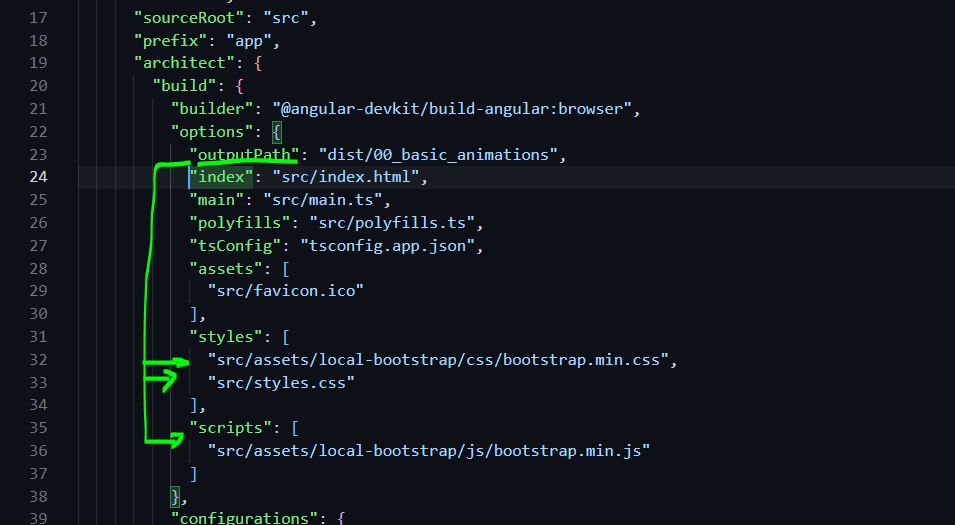 17 "sourceRoot": "src",
18 "prefix": "app",
19 "architect": {
20 "build": {
21 "builder": "@angular-devkit/build-angular:browser",
22 "options": {
23 "outputPath": "dist/00_basic_animations",
24 "index": "src/index.html",
25 "main": "src/main.ts",
26 "polyfills": "src/polyfills.ts",
27 "tsConfig": "tsconfig.app.json",
28 "assets": [
29 "src/favicon.ico"
30 ],
31 "styles": [
32 "src/assets/local-bootstrap/css/bootstrap.min.css",
33 "src/styles.css"
34 ],
35 "scripts": [
36 "src/assets/local-bootstrap/js/bootstrap.min.js"
37 ]
38 },
39 "configurations": {